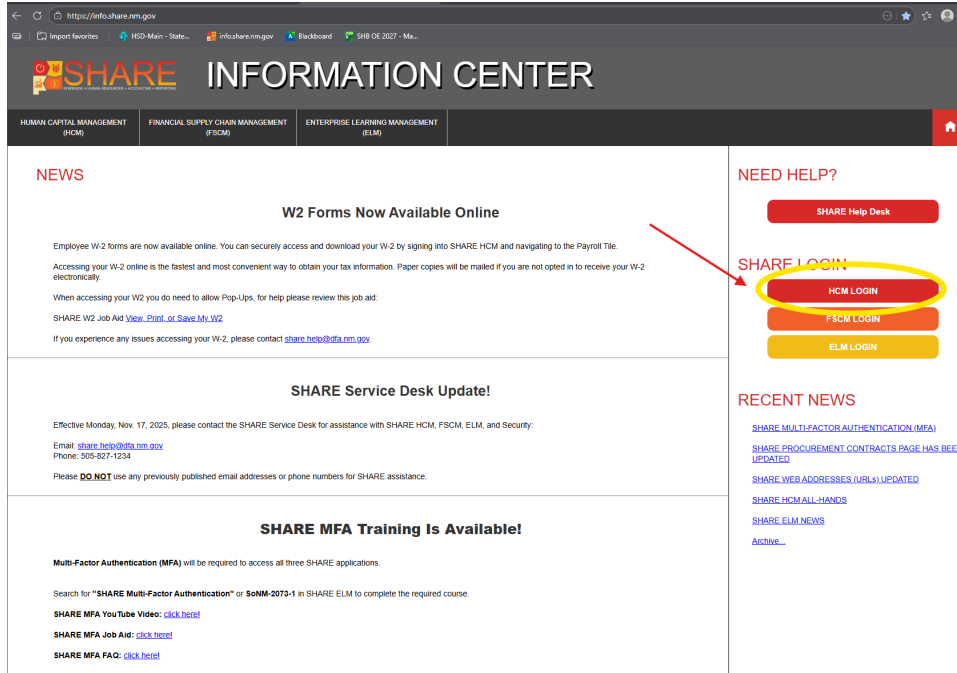 https://info.share.nm.gov
Import favorites
HSD-Main - State...
info.share.nm.gov
Blackboard
SHB OE 2027 - Ma...
SHARE
INFORMATION CENTER
STATEWIDE • HUMAN RESOURCES • ACCOUNTING • REPORTING
HUMAN CAPITAL MANAGEMENT
(HCM)
FINANCIAL SUPPLY CHAIN MANAGEMENT
(FSCM)
ENTERPRISE LEARNING MANAGEMENT
(ELM)
NEWS
W2 Forms Now Available Online
Employee W-2 forms are now available online. You can securely access and download your W-2 by signing into SHARE HCM and navigating to the Payroll Tile.
Accessing your W-2 online is the fastest and most convenient way to obtain your tax information. Paper copies will be mailed if you are not opted in to receive your W-2
electronically.
When accessing your W2 you do need to allow Pop-Ups, for help please review this job aid:
SHARE W2 Job Aid View, Print, or Save My W2
If you experience any issues accessing your W-2, please contact share.help@dfa.nm.gov.
SHARE Service Desk Update!
Effective Monday, Nov. 17, 2025, please contact the SHARE Service Desk for assistance with SHARE HCM, FSCM, ELM, and Security:
Email: share.help@dfa.nm.gov
Phone: 505-827-1234
Please DO NOT use any previously published email addresses or phone numbers for SHARE assistance.
SHARE MFA Training Is Available!
Multi-Factor Authentication (MFA) will be required to access all three SHARE applications.
Search for "SHARE Multi-Factor Authentication" or SoNM-2073-1 in SHARE ELM to complete the required course.
SHARE MFA YouTube Video: click here!
SHARE MFA Job Aid: click here!
SHARE MFA FAQ: click here!
NEED HELP?
SHARE Help Desk
SHARE LOGIN
HCM LOGIN
FSCM LOGIN
ELM LOGIN
RECENT NEWS
SHARE MULTI-FACTOR AUTHENTICATION (MFA)
SHARE PROCUREMENT CONTRACTS PAGE HAS BEE
UPDATED
SHARE WEB ADDRESSES (URLs) UPDATED
SHARE HCM ALL-HANDS
SHARE ELM NEWS
Archive...